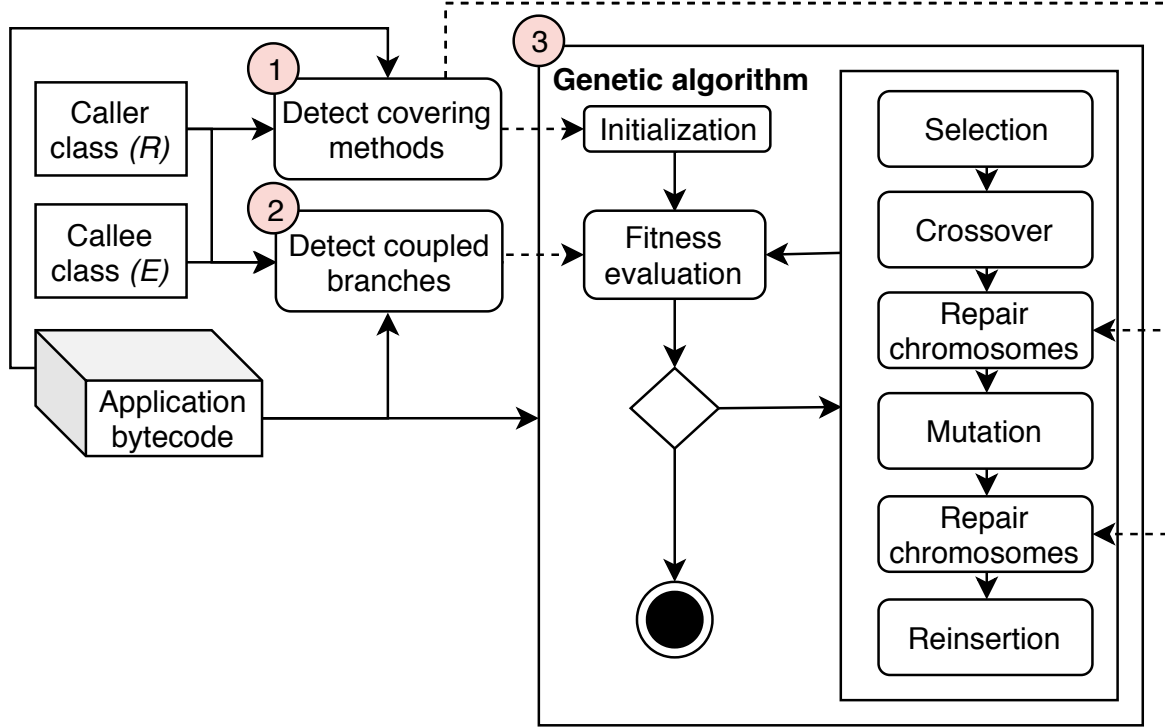 1
Detect covering
methods
Caller
class (R)
Callee
class (E)
2
Detect coupled
branches
Application
bytecode
3
Genetic algorithm
Initialization
Fitness
evaluation
Selection
Crossover
Repair
chromosomes
Mutation
Repair
chromosomes
Reinsertion